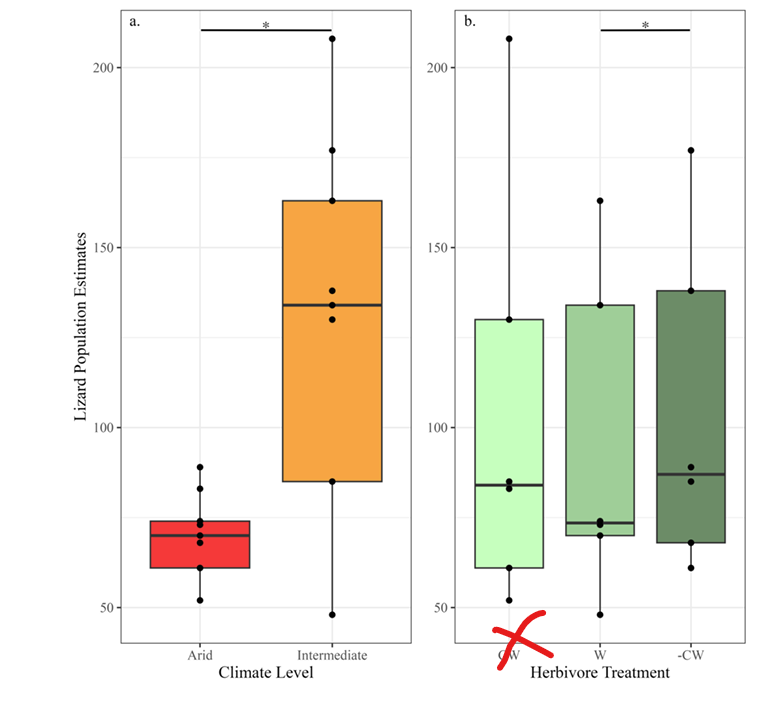 a.
*
b.
*
200
150
100
50
Lizard Population Estimates
Arid
Intermediate
Climate Level
200
150
100
50
W
-CW
Herbivore Treatment